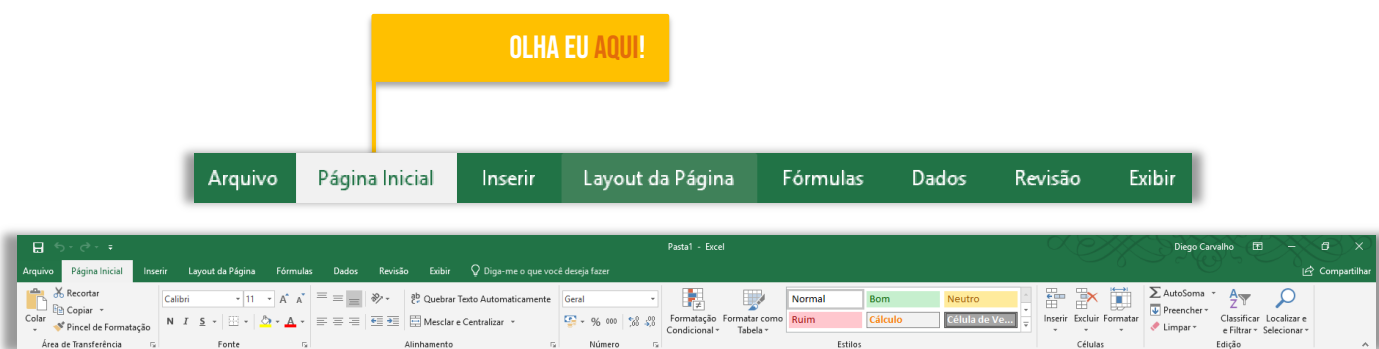 OLHA EU AQUI!
Arquivo Página Inicial Inserir Layout da Página Fórmulas Dados Revisão Exibir
Pasta1 - Excel Diego Carvalho
Arquivo Página Inicial Inserir Layout da Página Fórmulas Dados Revisão Exibir Diga-me o que você deseja fazer Compartilhar
Colar
Recortar
Copiar
Pincel de Formatação
Área de Transferência
Calibri 11 A A
N I S A
Fonte
Quebrar Texto Automaticamente
Mesclar e Centralizar
Alinhamento
Geral
% 000
Número
Formatação Condicional
Formatar como Tabela
Normal Bom Neutro
Ruim Cálculo Célula de Ve...
Estilos
Inserir Excluir Formatar
Células
AutoSoma
Preencher
Limpar
Classificar e Filtrar
Localizar e Selecionar
Edição